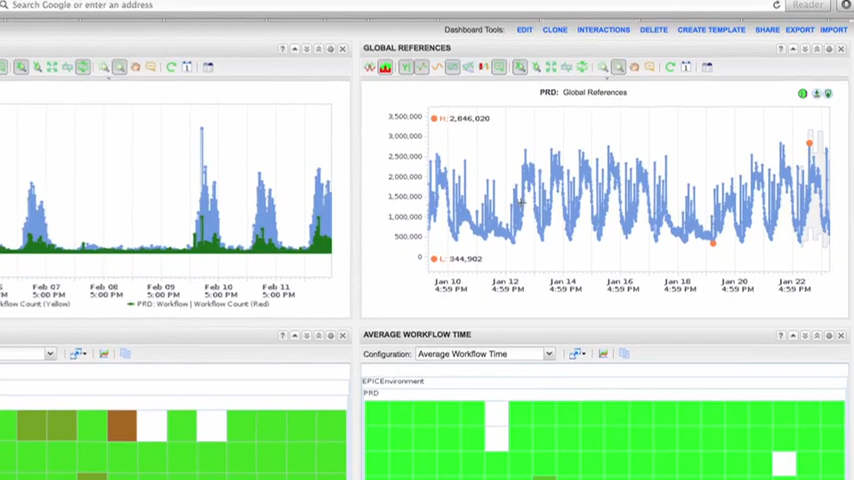 Search Google or enter an address
Reader
Dashboard Tools: EDIT CLONE INTERACTIONS DELETE CREATE TEMPLATE SHARE EXPORT IMPORT
GLOBAL REFERENCES
PRD: Global References
H: 2,846,020
3,500,000
3,000,000
2,500,000
2,000,000
1,500,000
1,000,000
500,000
0
L: 344,902
Jan 10 Jan 12 Jan 14 Jan 16 Jan 18 Jan 20 Jan 22
4:59 PM 4:59 PM 4:59 PM 4:59 PM 4:59 PM 4:59 PM 4:59 PM
Feb 07 Feb 08 Feb 09 Feb 10 Feb 11
PM 5:00 PM 5:00 PM 5:00 PM 5:00 PM 5:00 PM
kflow Count (Yellow) PRD: Workflow | Workflow Count (Red)
AVERAGE WORKFLOW TIME
Configuration: Average Workflow Time
EPICEnvironment
PRD